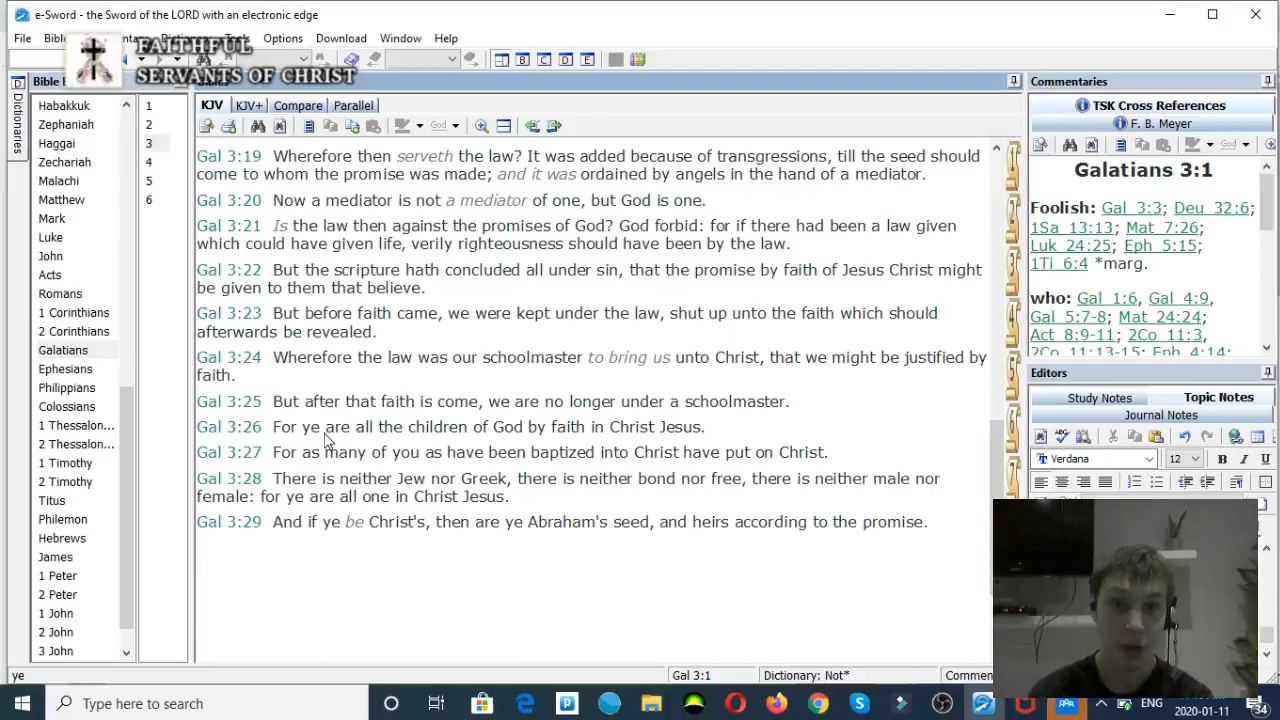 e-Sword - the Sword of the LORD with an electronic edge
File Options Download Window Help
FAITHFUL
SERVANTS OF CHRIST
Dictionaries
Habakkuk
Zephaniah
Haggai
Zechariah
Malachi
Matthew
Mark
Luke
John
Acts
Romans
1 Corinthians
2 Corinthians
Galatians
Ephesians
Philippians
Colossians
1 Thessalon...
2 Thessalon...
1 Timothy
2 Timothy
Titus
Philemon
Hebrews
James
1 Peter
2 Peter
1 John
2 John
3 John
1
2
3
4
5
6
KJV KJV+ Compare Parallel
God
Gal 3:19 Wherefore then serveth the law? It was added because of transgressions, till the seed should
come to whom the promise was made; and it was ordained by angels in the hand of a mediator.
Gal 3:20 Now a mediator is not a mediator of one, but God is one.
Gal 3:21 Is the law then against the promises of God? God forbid: for if there had been a law given
which could have given life, verily righteousness should have been by the law.
Gal 3:22 But the scripture hath concluded all under sin, that the promise by faith of Jesus Christ might
be given to them that believe.
Gal 3:23 But before faith came, we were kept under the law, shut up unto the faith which should
afterwards be revealed.
Gal 3:24 Wherefore the law was our schoolmaster to bring us unto Christ, that we might be justified by
faith.
Gal 3:25 But after that faith is come, we are no longer under a schoolmaster.
Gal 3:26 For ye are all the children of God by faith in Christ Jesus.
Gal 3:27 For as many of you as have been baptized into Christ have put on Christ.
Gal 3:28 There is neither Jew nor Greek, there is neither bond nor free, there is neither male nor
female: for ye are all one in Christ Jesus.
Gal 3:29 And if ye be Christ's, then are ye Abraham's seed, and heirs according to the promise.
Commentaries
TSK Cross References
F. B. Meyer
God
Galatians 3:1
Foolish: Gal 3:3; Deu 32:6;
1Sa 13:13; Mat 7:26;
Luk 24:25; Eph 5:15;
1Ti 6:4 *marg.
who: Gal 1:6, Gal 4:9,
Gal 5:7-8; Mat 24:24;
Act 8:9-11; 2Co 11:3,
2Co 11:13-15; Eph 4:14;
Editors
Study Notes Topic Notes
Journal Notes
Verdana 12 B I U
ye
Gal 3:1 Dictionary: Not* Commen
Type here to search
ENG
2020-01-11
34